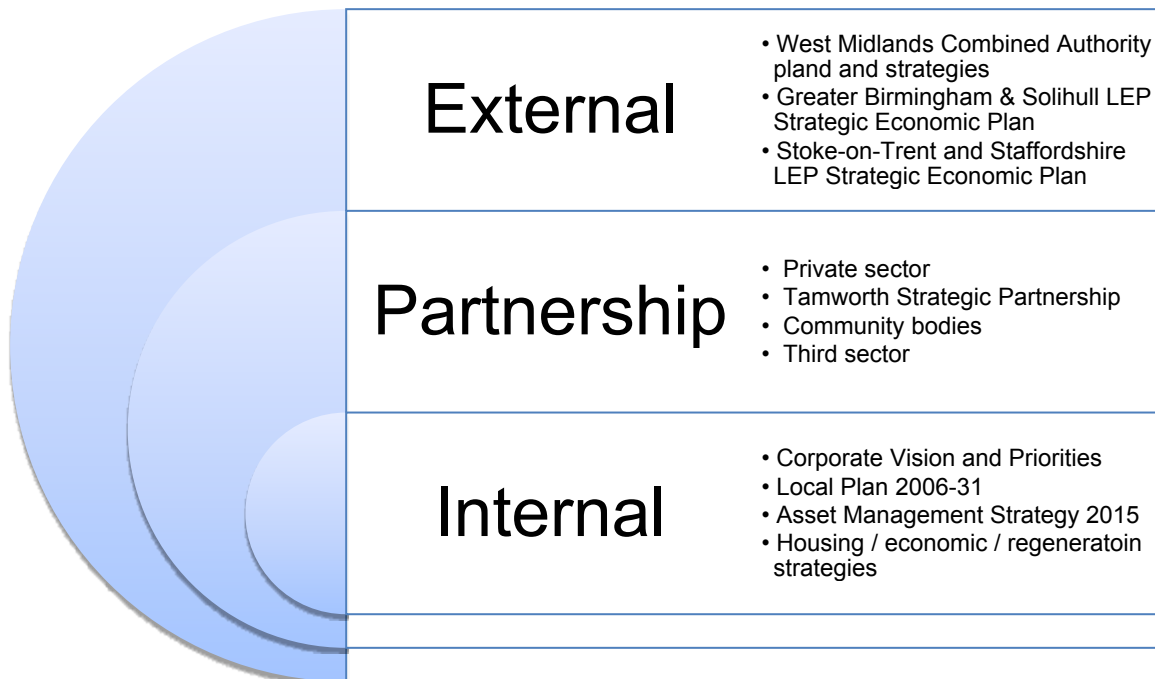 External
• West Midlands Combined Authority
pland and strategies
• Greater Birmingham & Solihull LEP
Strategic Economic Plan
• Stoke-on-Trent and Staffordshire
LEP Strategic Economic Plan
Partnership
• Private sector
• Tamworth Strategic Partnership
• Community bodies
• Third sector
Internal
• Corporate Vision and Priorities
• Local Plan 2006-31
• Asset Management Strategy 2015
• Housing / economic / regeneratoin
strategies